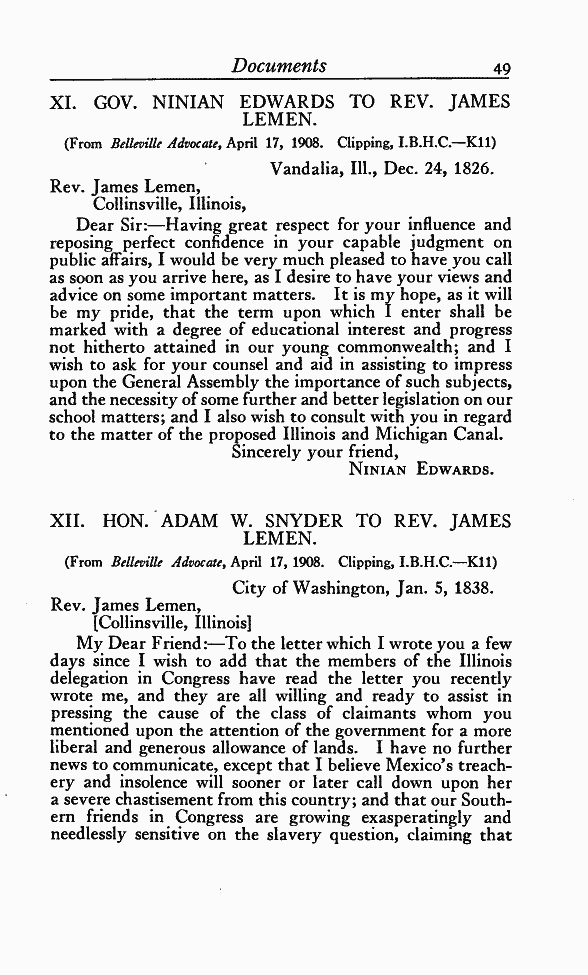 Documents 49
XI. GOV. NINIAN EDWARDS TO REV. JAMES
LEMEN.
(From Belleville Advocate, April 17, 1908. Clipping, I.B.H.C.—K11)
Vandalia, Ill., Dec. 24, 1826.
Rev. James Lemen,
Collinsville, Illinois,
Dear Sir:—Having great respect for your influence and
reposing perfect confidence in your capable judgment on
public affairs, I would be very much pleased to have you call
as soon as you arrive here, as I desire to have your views and
advice on some important matters. It is my hope, as it will
be my pride, that the term upon which I enter shall be
marked with a degree of educational interest and progress
not hitherto attained in our young commonwealth; and I
wish to ask for your counsel and aid in assisting to impress
upon the General Assembly the importance of such subjects,
and the necessity of some further and better legislation on our
school matters; and I also wish to consult with you in regard
to the matter of the proposed Illinois and Michigan Canal.
Sincerely your friend,
NINIAN EDWARDS.
XII. HON. ADAM W. SNYDER TO REV. JAMES
LEMEN.
(From Belleville Advocate, April 17, 1908. Clipping, I.B.H.C.—K11)
City of Washington, Jan. 5, 1838.
Rev. James Lemen,
[Collinsville, Illinois]
My Dear Friend:—To the letter which I wrote you a few
days since I wish to add that the members of the Illinois
delegation in Congress have read the letter you recently
wrote me, and they are all willing and ready to assist in
pressing the cause of the class of claimants whom you
mentioned upon the attention of the government for a more
liberal and generous allowance of lands. I have no further
news to communicate, except that I believe Mexico's treach-
ery and insolence will sooner or later call down upon her
a severe chastisement from this country; and that our South-
ern friends in Congress are growing exasperatingly and
needlessly sensitive on the slavery question, claiming that